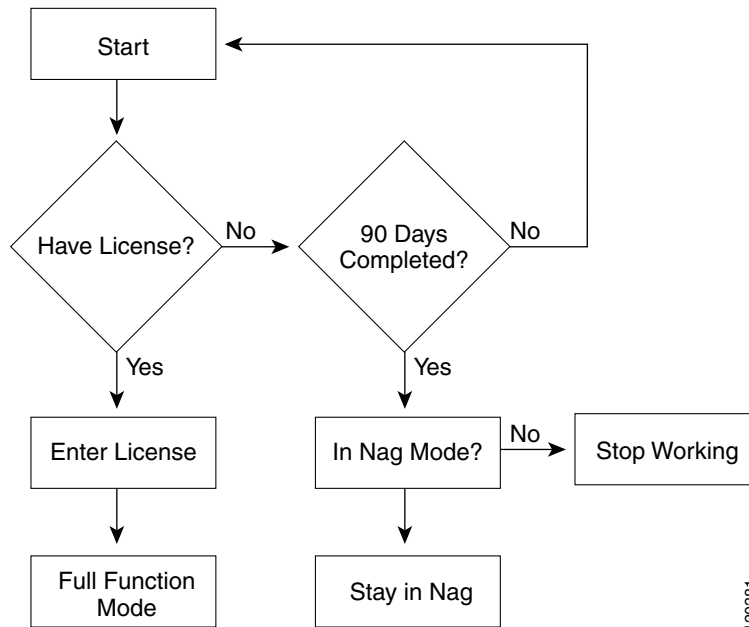 Start
Have License?
No
90 Days
Completed?
No
Yes
Yes
Enter License
In Nag Mode?
No
Stop Working
Full Function
Mode
Stay in Nag